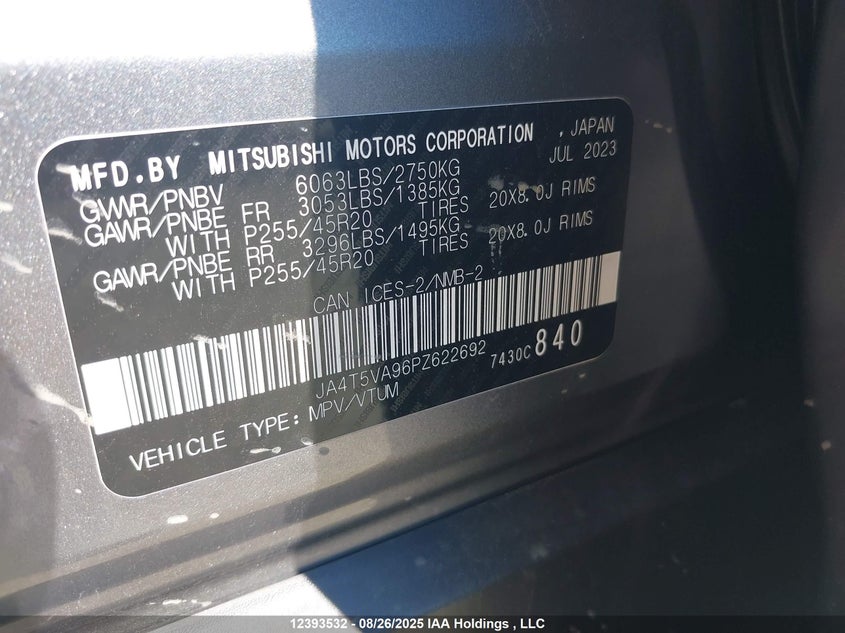 MFD.BY MITSUBISHI MOTORS CORPORATION , JAPAN
JUL 2023
GVWR/PNBV 6063LBS/2750KG
GAWR/PNBE FR 3053LBS/1385KG
WITH P255/45R20 TIRES 20X8.0J RIMS
GAWR/PNBE RR 3296LBS/1495KG
WITH P255/45R20 TIRES 20X8.0J RIMS
CAN ICES-2/NMB-2
JA4T5VA96PZ622692 7430C 840
VEHICLE TYPE: MPV/VTUM
12393532 - 08/26/2025 IAA Holdings , LLC